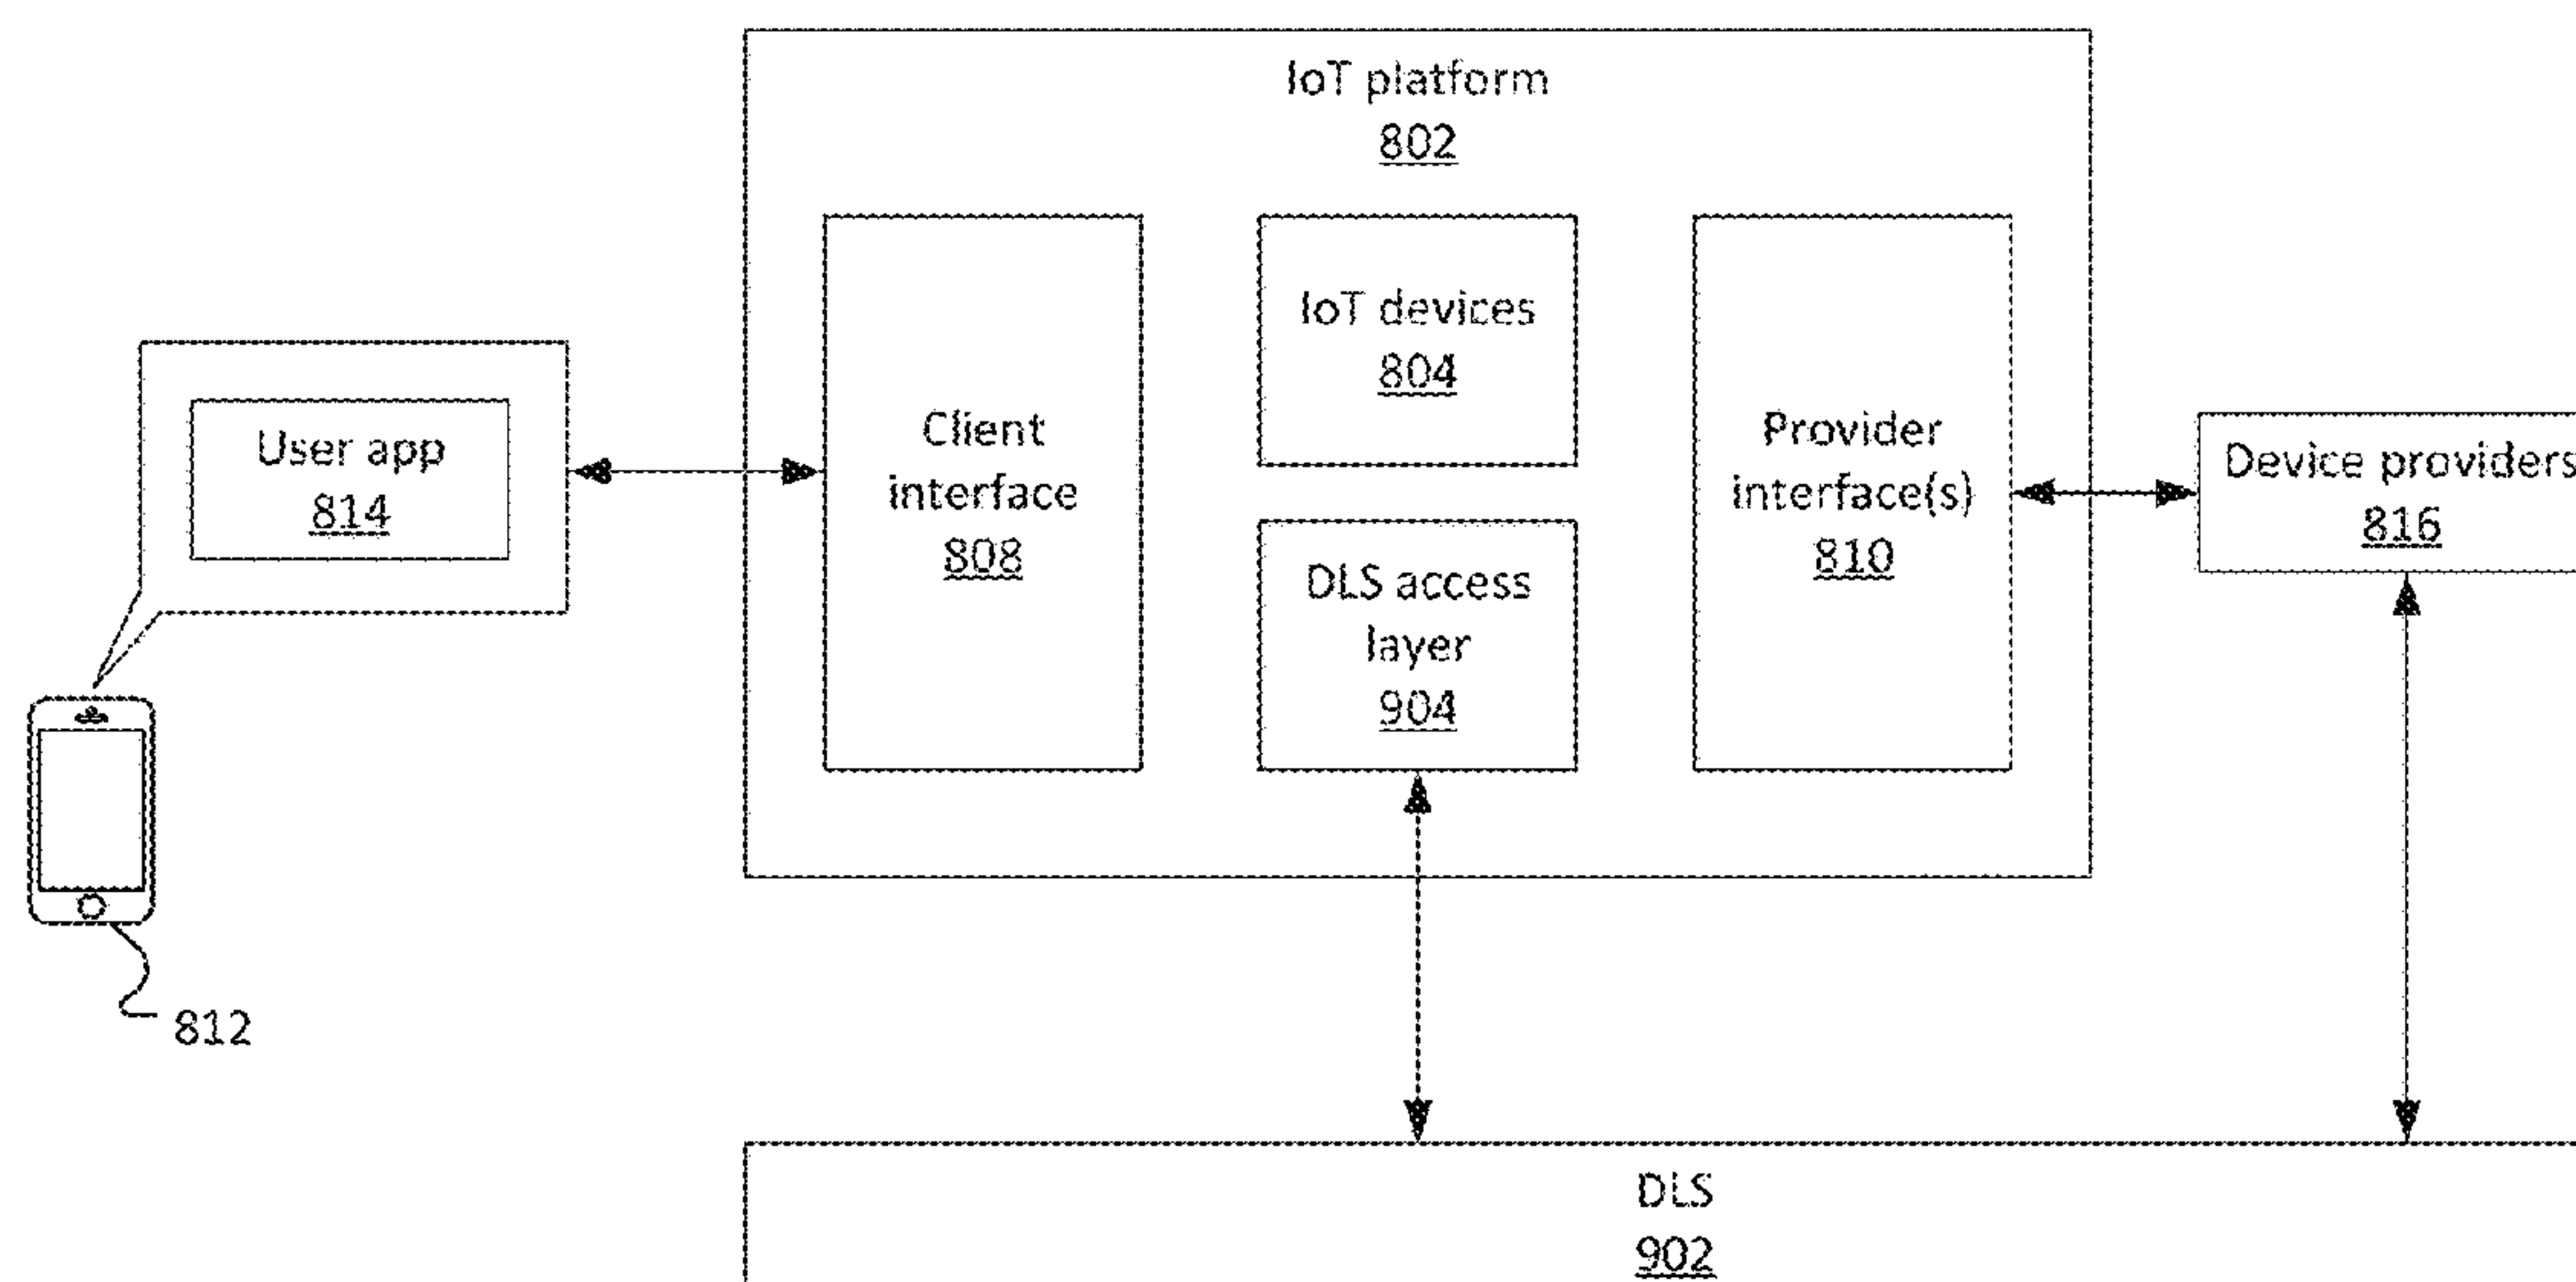 IoT platform
802
User app
814
Client
interface
808
IoT devices
804
DLS access
layer
904
Provider
interface(s)
810
Device providers
816
812
DLS
902